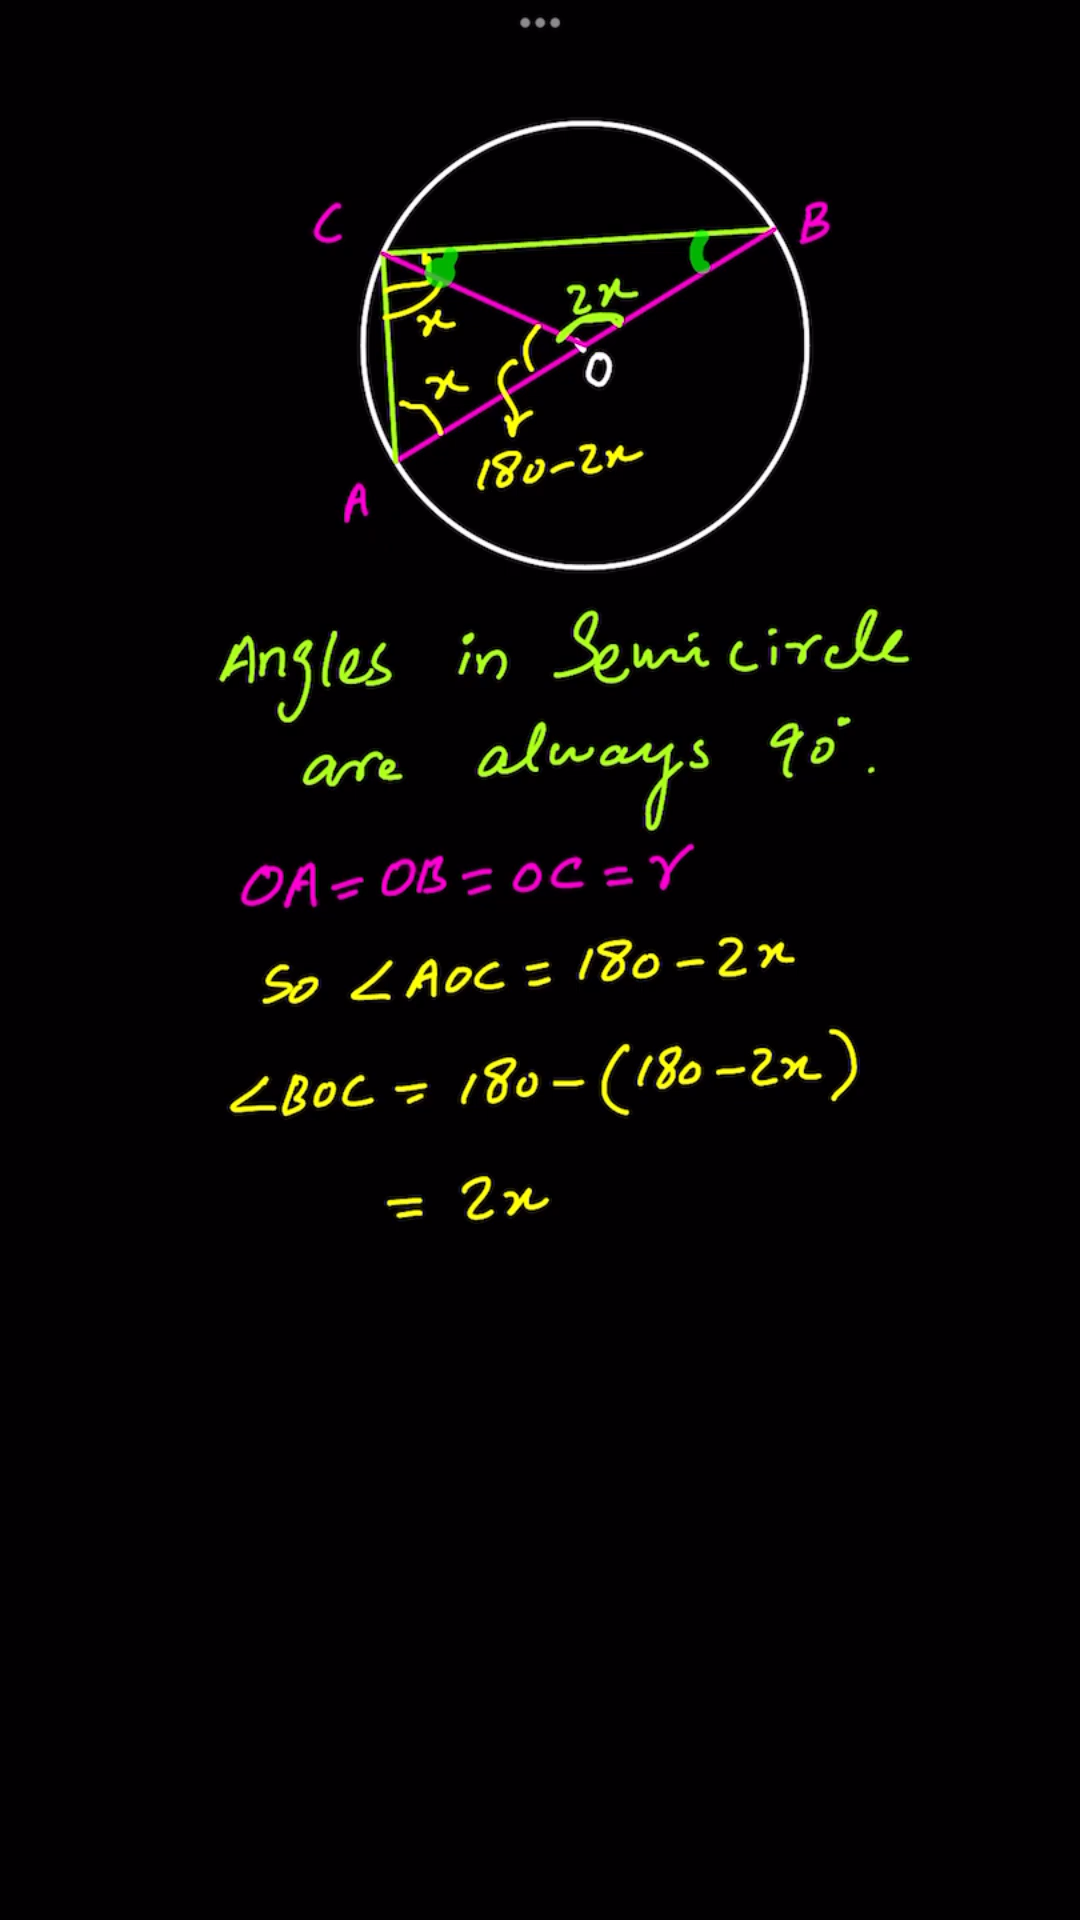 C
B
2x
x
O
x
180-2x
A
Angles in Semicircle
are always 90°.
OA = OB = OC = r
So ∠AOC = 180 - 2x
∠BOC = 180 - (180 - 2x)
= 2x